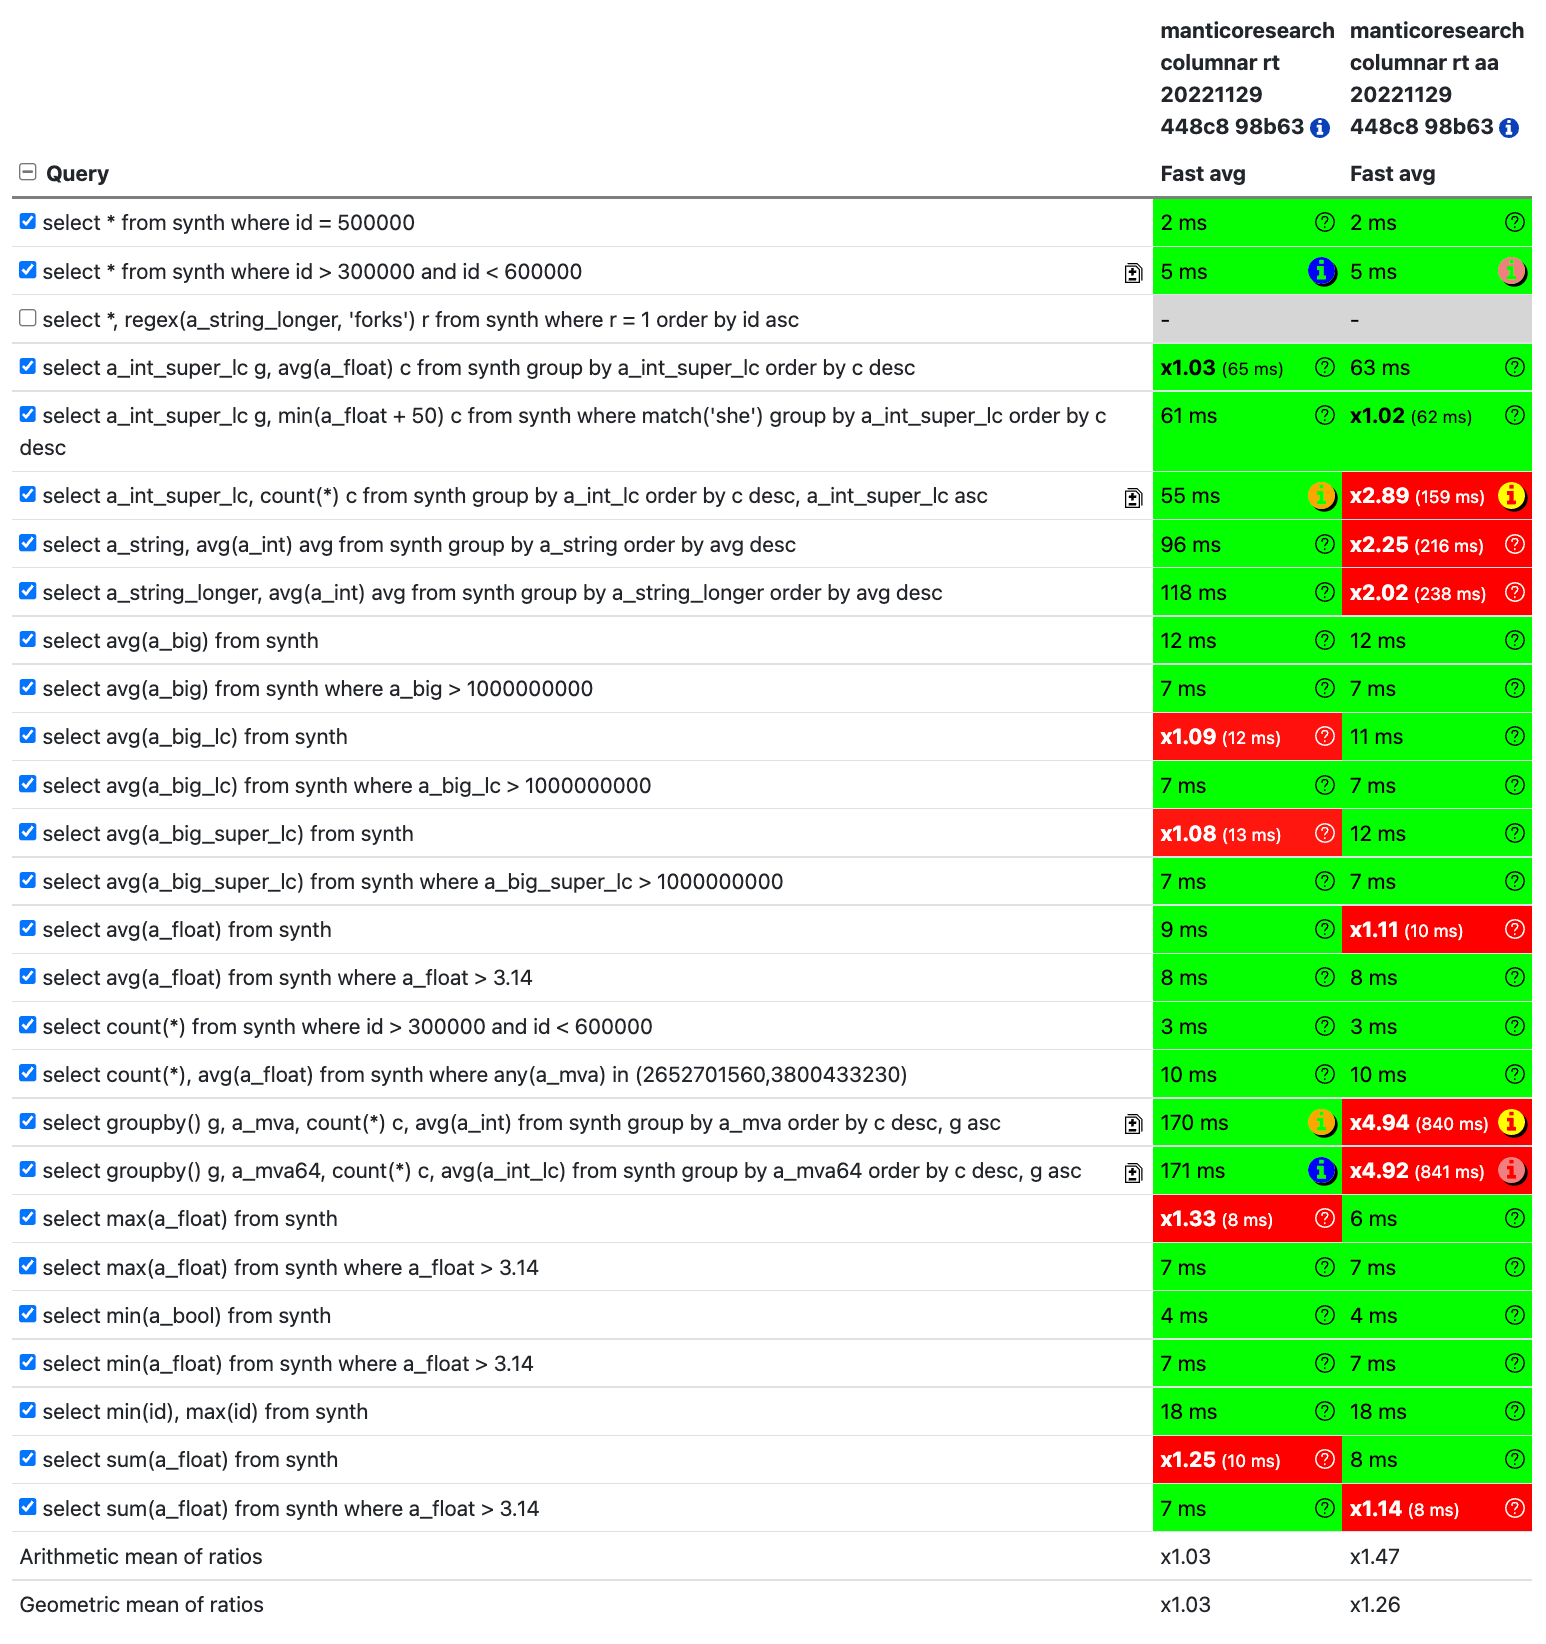 manticoresearch manticoresearch
columnar rt columnar rt aa
20221129 20221129
448c8 98b63 448c8 98b63
Query Fast avg Fast avg
select * from synth where id = 500000 2 ms 2 ms
select * from synth where id > 300000 and id < 600000 5 ms 5 ms
select *, regex(a_string_longer, 'forks') r from synth where r = 1 order by id asc - -
select a_int_super_lc g, avg(a_float) c from synth group by a_int_super_lc order by c desc x1.03 (65 ms) 63 ms
select a_int_super_lc g, min(a_float + 50) c from synth where match('she') group by a_int_super_lc order by c 61 ms x1.02 (62 ms)
desc
select a_int_super_lc, count(*) c from synth group by a_int_lc order by c desc, a_int_super_lc asc 55 ms x2.89 (159 ms)
select a_string, avg(a_int) avg from synth group by a_string order by avg desc 96 ms x2.25 (216 ms)
select a_string_longer, avg(a_int) avg from synth group by a_string_longer order by avg desc 118 ms x2.02 (238 ms)
select avg(a_big) from synth 12 ms 12 ms
select avg(a_big) from synth where a_big > 1000000000 7 ms 7 ms
select avg(a_big_lc) from synth x1.09 (12 ms) 11 ms
select avg(a_big_lc) from synth where a_big_lc > 1000000000 7 ms 7 ms
select avg(a_big_super_lc) from synth x1.08 (13 ms) 12 ms
select avg(a_big_super_lc) from synth where a_big_super_lc > 1000000000 7 ms 7 ms
select avg(a_float) from synth 9 ms x1.11 (10 ms)
select avg(a_float) from synth where a_float > 3.14 8 ms 8 ms
select count(*) from synth where id > 300000 and id < 600000 3 ms 3 ms
select count(*), avg(a_float) from synth where any(a_mva) in (2652701560,3800433230) 10 ms 10 ms
select groupby() g, a_mva, count(*) c, avg(a_int) from synth group by a_mva order by c desc, g asc 170 ms x4.94 (840 ms)
select groupby() g, a_mva64, count(*) c, avg(a_int_lc) from synth group by a_mva64 order by c desc, g asc 171 ms x4.92 (841 ms)
select max(a_float) from synth x1.33 (8 ms) 6 ms
select max(a_float) from synth where a_float > 3.14 7 ms 7 ms
select min(a_bool) from synth 4 ms 4 ms
select min(a_float) from synth where a_float > 3.14 7 ms 7 ms
select min(id), max(id) from synth 18 ms 18 ms
select sum(a_float) from synth x1.25 (10 ms) 8 ms
select sum(a_float) from synth where a_float > 3.14 7 ms x1.14 (8 ms)
Arithmetic mean of ratios x1.03 x1.47
Geometric mean of ratios x1.03 x1.26